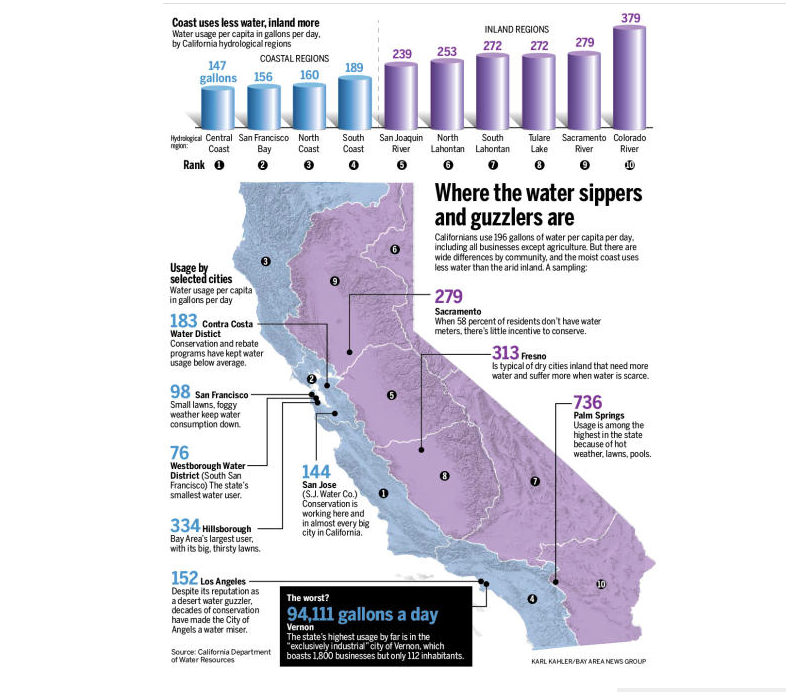 Coast uses less water, inland more
Water usage per capita in gallons per day,
by California hydrological regions
COASTAL REGIONS
INLAND REGIONS
147
gallons
156
160
189
239
253
272
272
279
379
Hydrological
region:
Central
Coast
San Francisco
Bay
North
Coast
South
Coast
San Joaquin
River
North
Lahontan
South
Lahontan
Tulare
Lake
Sacramento
River
Colorado
River
Rank 1 2 3 4 5 6 7 8 9 10
Where the water sippers
and guzzlers are
Californians use 196 gallons of water per capita per day,
including all businesses except agriculture. But there are
wide differences by community, and the moist coast uses
less water than the arid inland. A sampling:
Usage by
selected cities
Water usage per capita
in gallons per day
183 Contra Costa
Water Distict
Conservation and rebate
programs have kept water
usage below average.
98 San Francisco
Small lawns, foggy
weather keep water
consumption down.
76
Westborough Water
District (South San
Francisco) The state's
smallest water user.
334 Hillsborough
Bay Area's largest user,
with its big, thirsty lawns.
152 Los Angeles
Despite its reputation as
a desert water guzzler,
decades of conservation
have made the City of
Angels a water miser.
144
San Jose
(S.J. Water Co.)
Conservation is
working here and
in almost every big
city in California.
279
Sacramento
When 58 percent of residents don't have water
meters, there's little incentive to conserve.
313 Fresno
Is typical of dry cities inland that need more
water and suffer more when water is scarce.
736
Palm Springs
Usage is among the
highest in the state
because of hot
weather, lawns, pools.
3
6
9
2
5
8
7
1
4
10
The worst?
94,111 gallons a day
Vernon
The state's highest usage by far is in the
"exclusively industrial" city of Vernon, which
boasts 1,800 businesses but only 112 inhabitants.
Source: California Department
of Water Resources
KARL KAHLER/BAY AREA NEWS GROUP